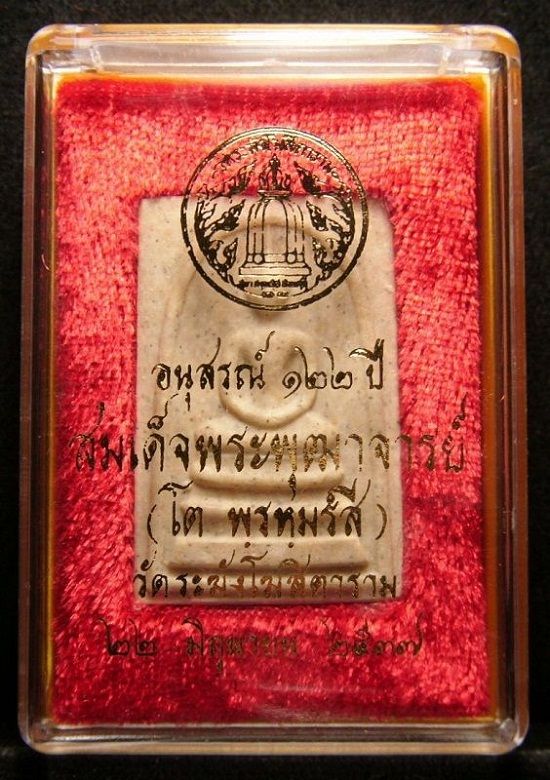 อนุสรณ์ ๑๒๒ ปี
สมเด็จพระพุฒาจารย์
(โต พฺรหฺมรํสี)
วัดระฆังโฆสิตาราม
๒๒ มิถุนายน ๒๕๓๗